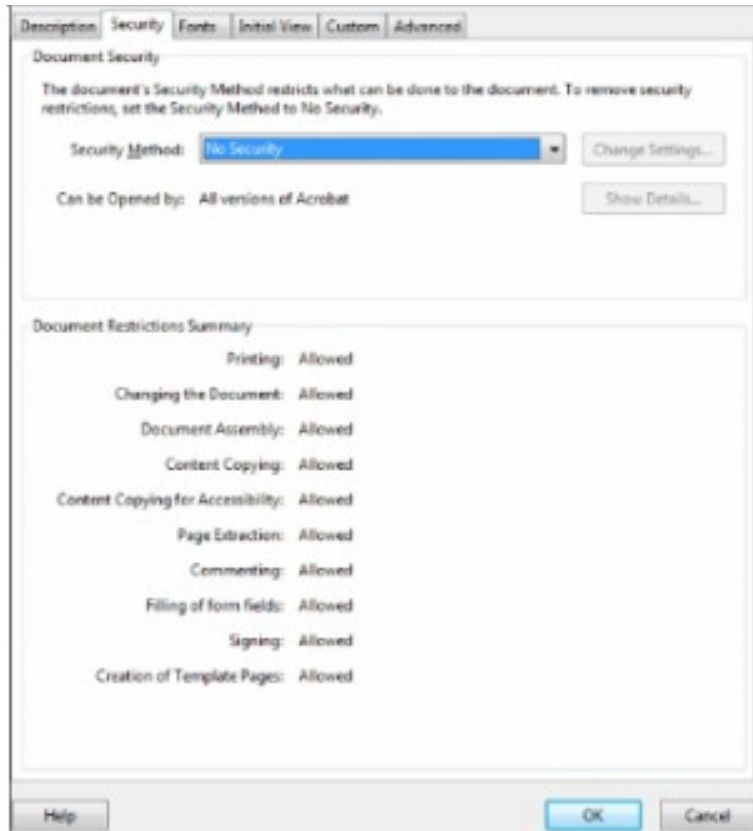 Description Security Fonts Initial View Custom Advanced
Document Security
The document's Security Method restricts what can be done to the document. To remove security
restrictions, set the Security Method to No Security.
Security Method: No Security Change Settings...
Can be Opened by: All versions of Acrobat Show Details...
Document Restrictions Summary
Printing: Allowed
Changing the Document: Allowed
Document Assembly: Allowed
Content Copying: Allowed
Content Copying for Accessibility: Allowed
Page Extraction: Allowed
Commenting: Allowed
Filling of form fields: Allowed
Signing: Allowed
Creation of Template Pages: Allowed
Help OK Cancel